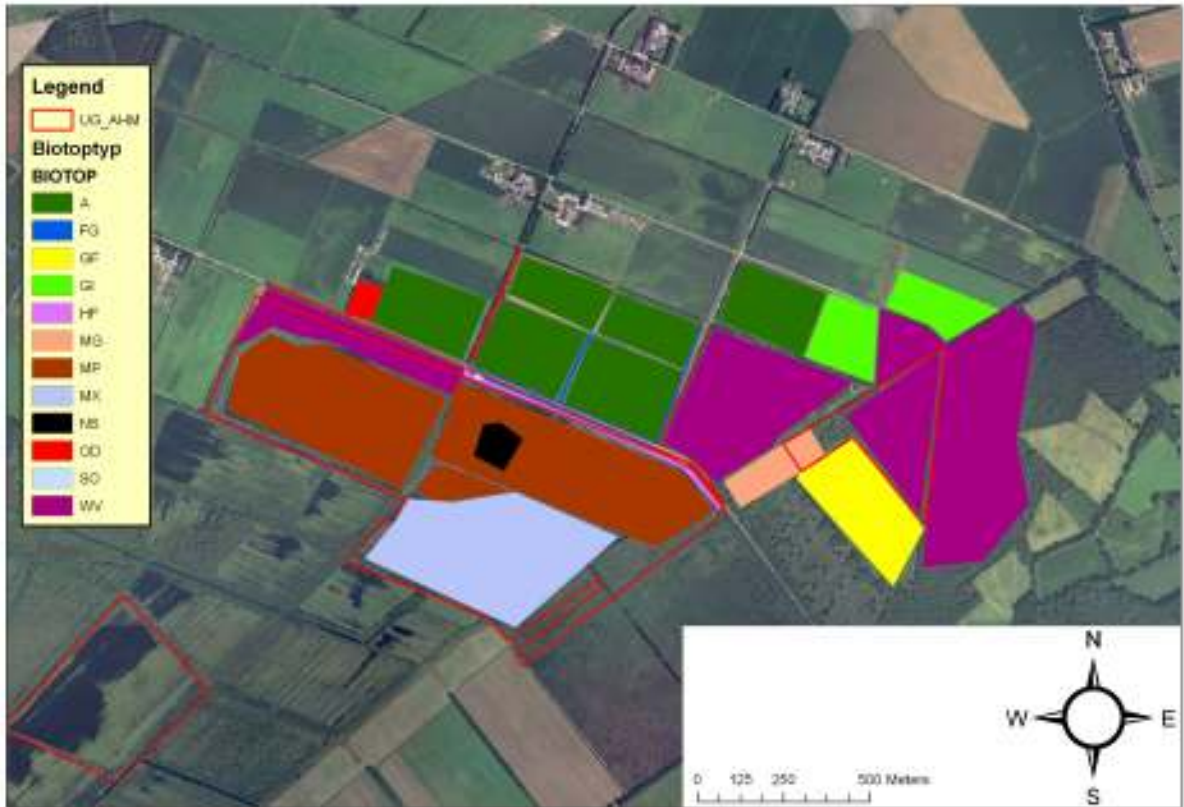 Legend
UG_AHM
Biotoptyp
BIOTOP
A
FG
GF
GI
HF
MG
MP
MX
NS
OD
SO
WV
N
W E
S
0 125 250 500 Meters